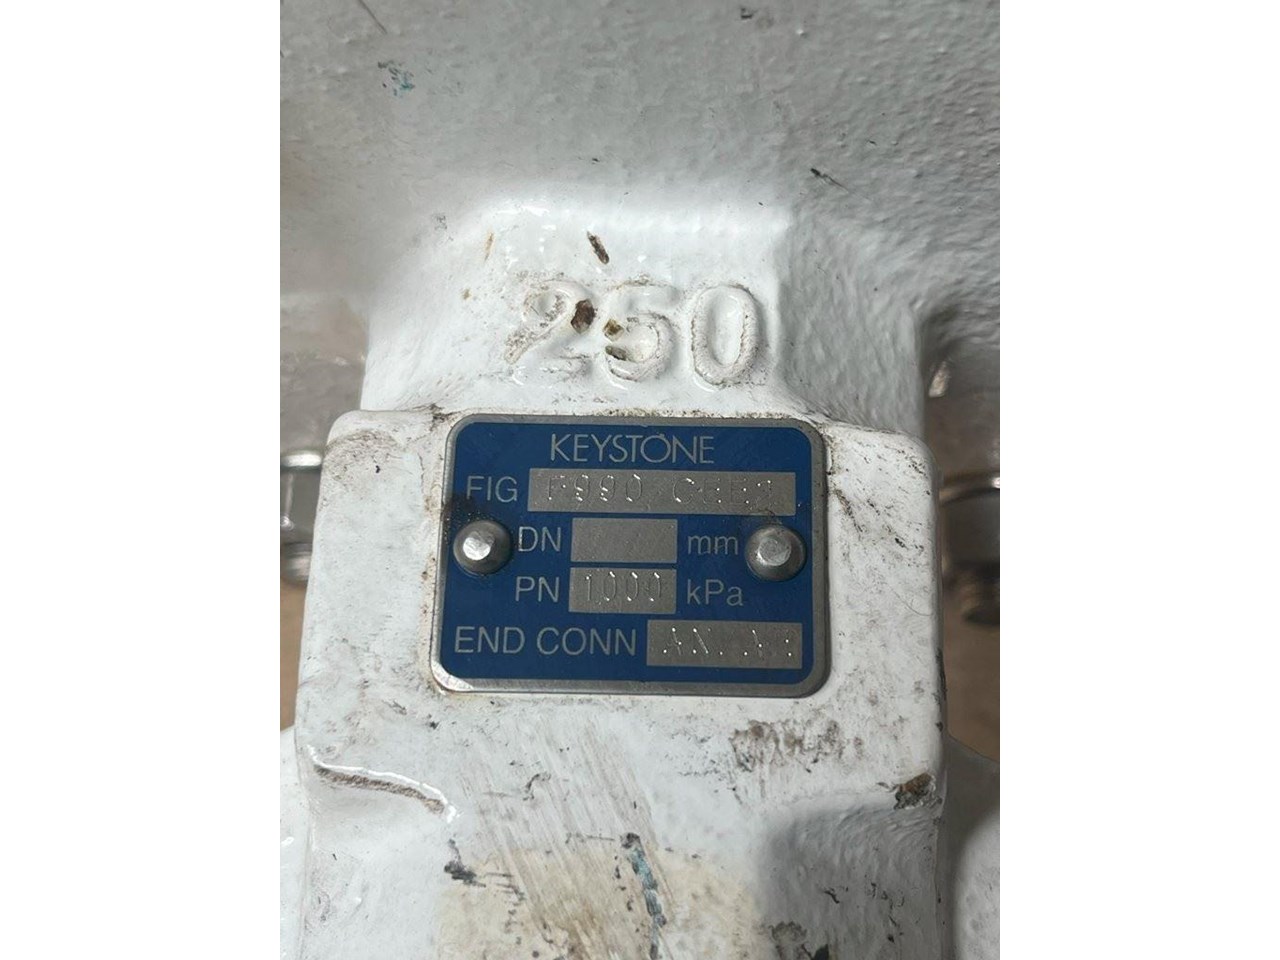 250
KEYSTONE
FIG
DN mm
PN 1000 kPa
END CONN